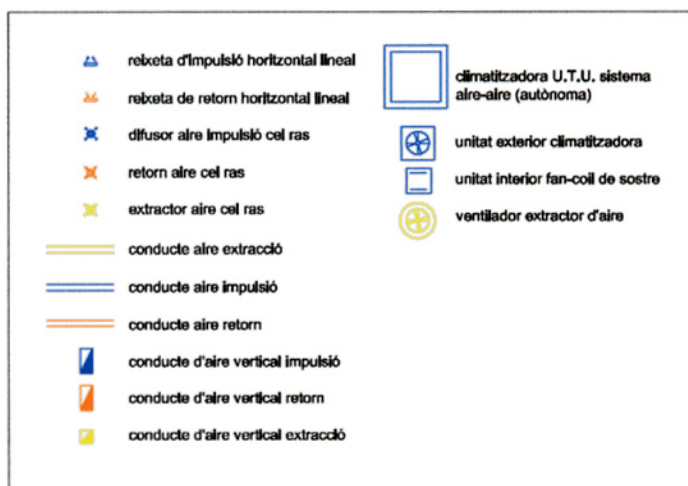 reixeta d'impulsió horitzontal lineal
reixeta de retorn horitzontal lineal
difusor aire impulsió cel ras
retorn aire cel ras
extractor aire cel ras
conducte aire extracció
conducte aire impulsió
conducte aire retorn
conducte d'aire vertical impulsió
conducte d'aire vertical retorn
conducte d'aire vertical extracció
climatitzadora U.T.U. sistema
aire-aire (autònoma)
unitat exterior climatitzadora
unitat interior fan-coil de sostre
ventilador extractor d'aire